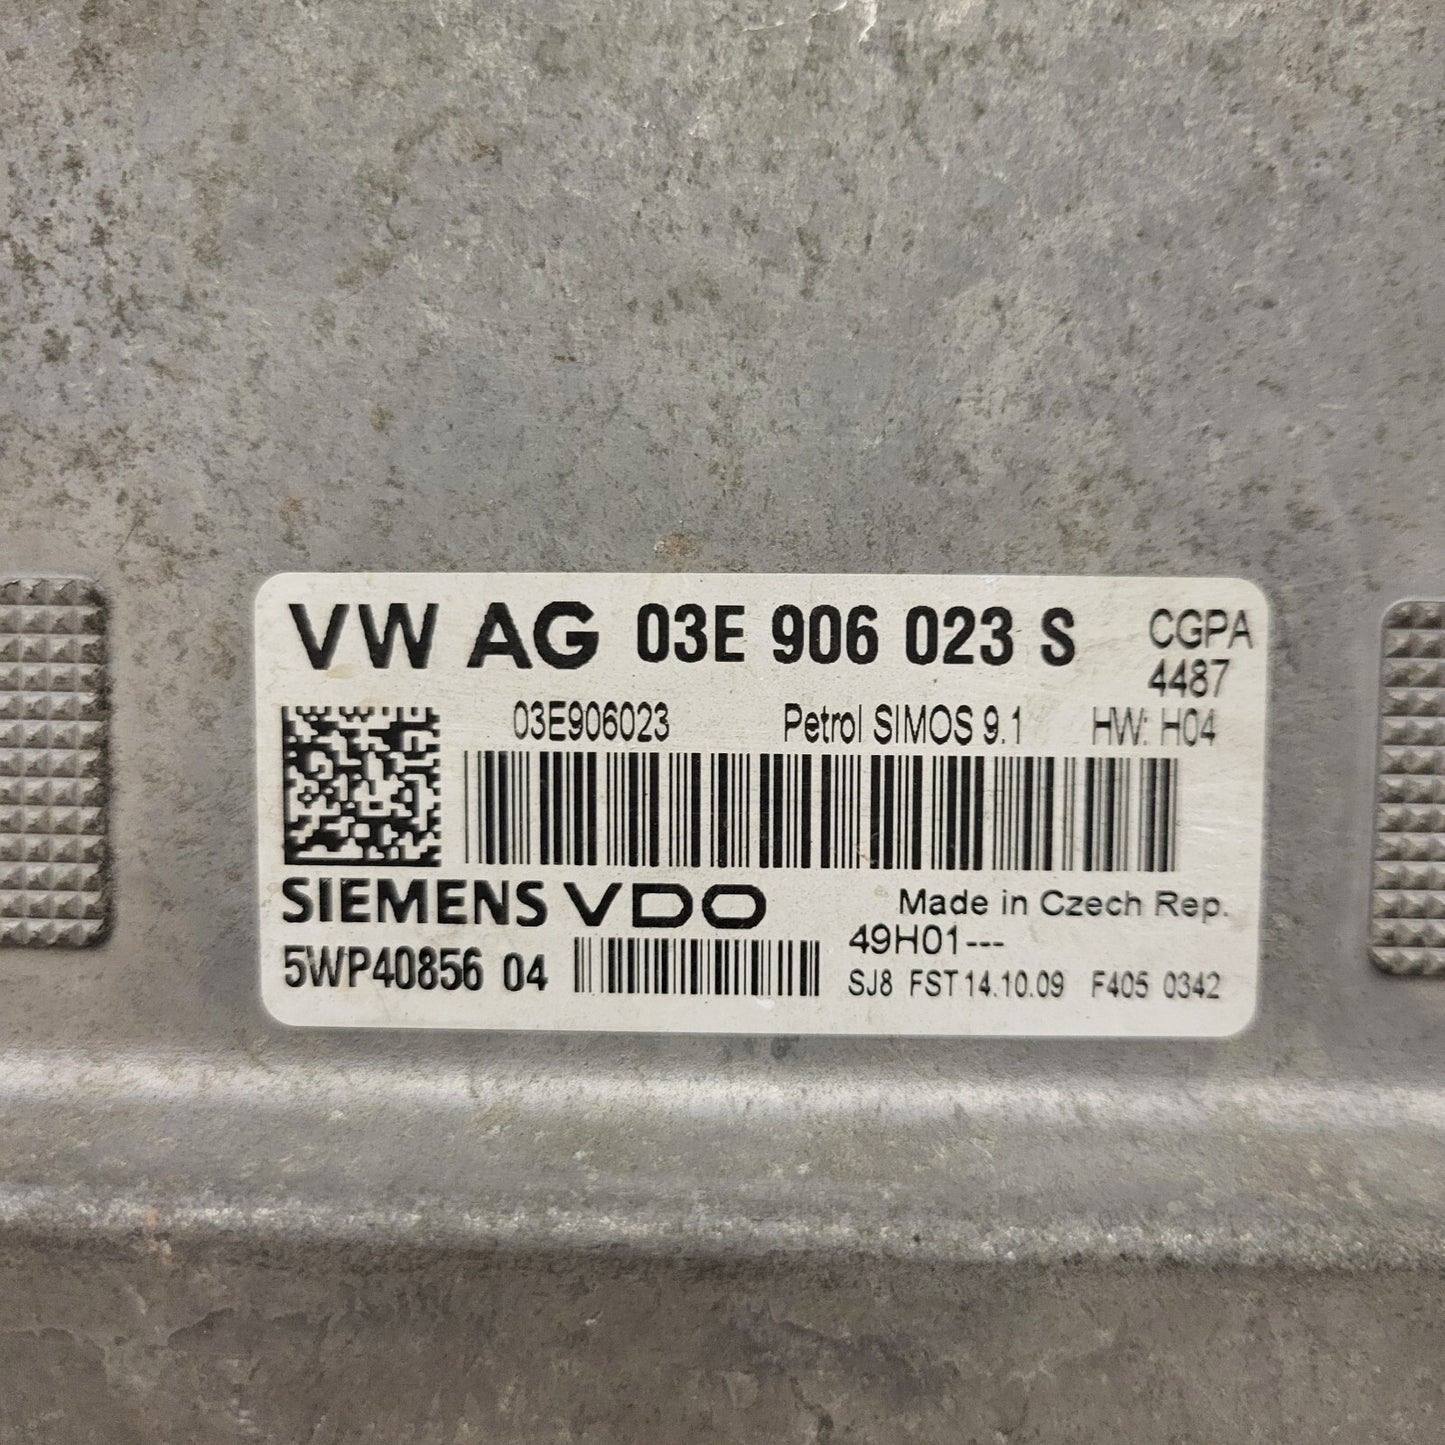 VW AG 03E 906 023 S CGPA
4487
03E906023 Petrol SIMOS 9.1 HW: H04
SIEMENS VDO Made in Czech Rep.
49H01---
5WP40856 04 SJ8 FST 14.10.09 F405 0342